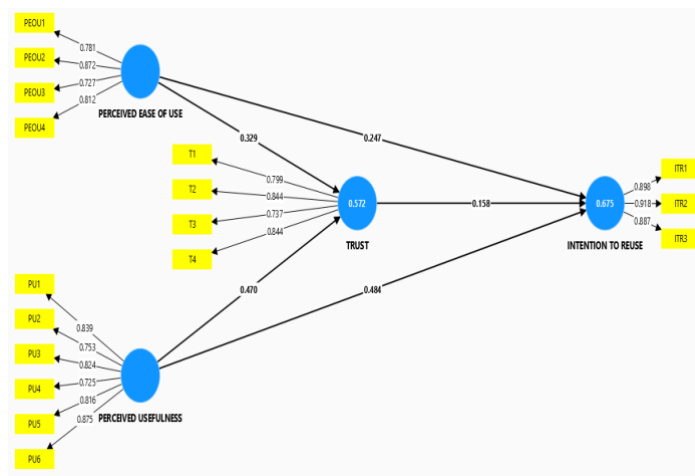 PEOU1
PEOU2
PEOU3
PEOU4
0.781
0.872
0.727
0.812
PERCEIVED EASE OF USE
0.329
0.247
T1
T2
T3
T4
0.799
0.844
0.737
0.844
0.572
TRUST
0.158
0.675
INTENTION TO REUSE
0.898
0.918
0.887
ITR1
ITR2
ITR3
0.470
0.484
PU1
PU2
PU3
PU4
PU5
PU6
0.839
0.753
0.824
0.725
0.816
0.875
PERCEIVED USEFULNESS